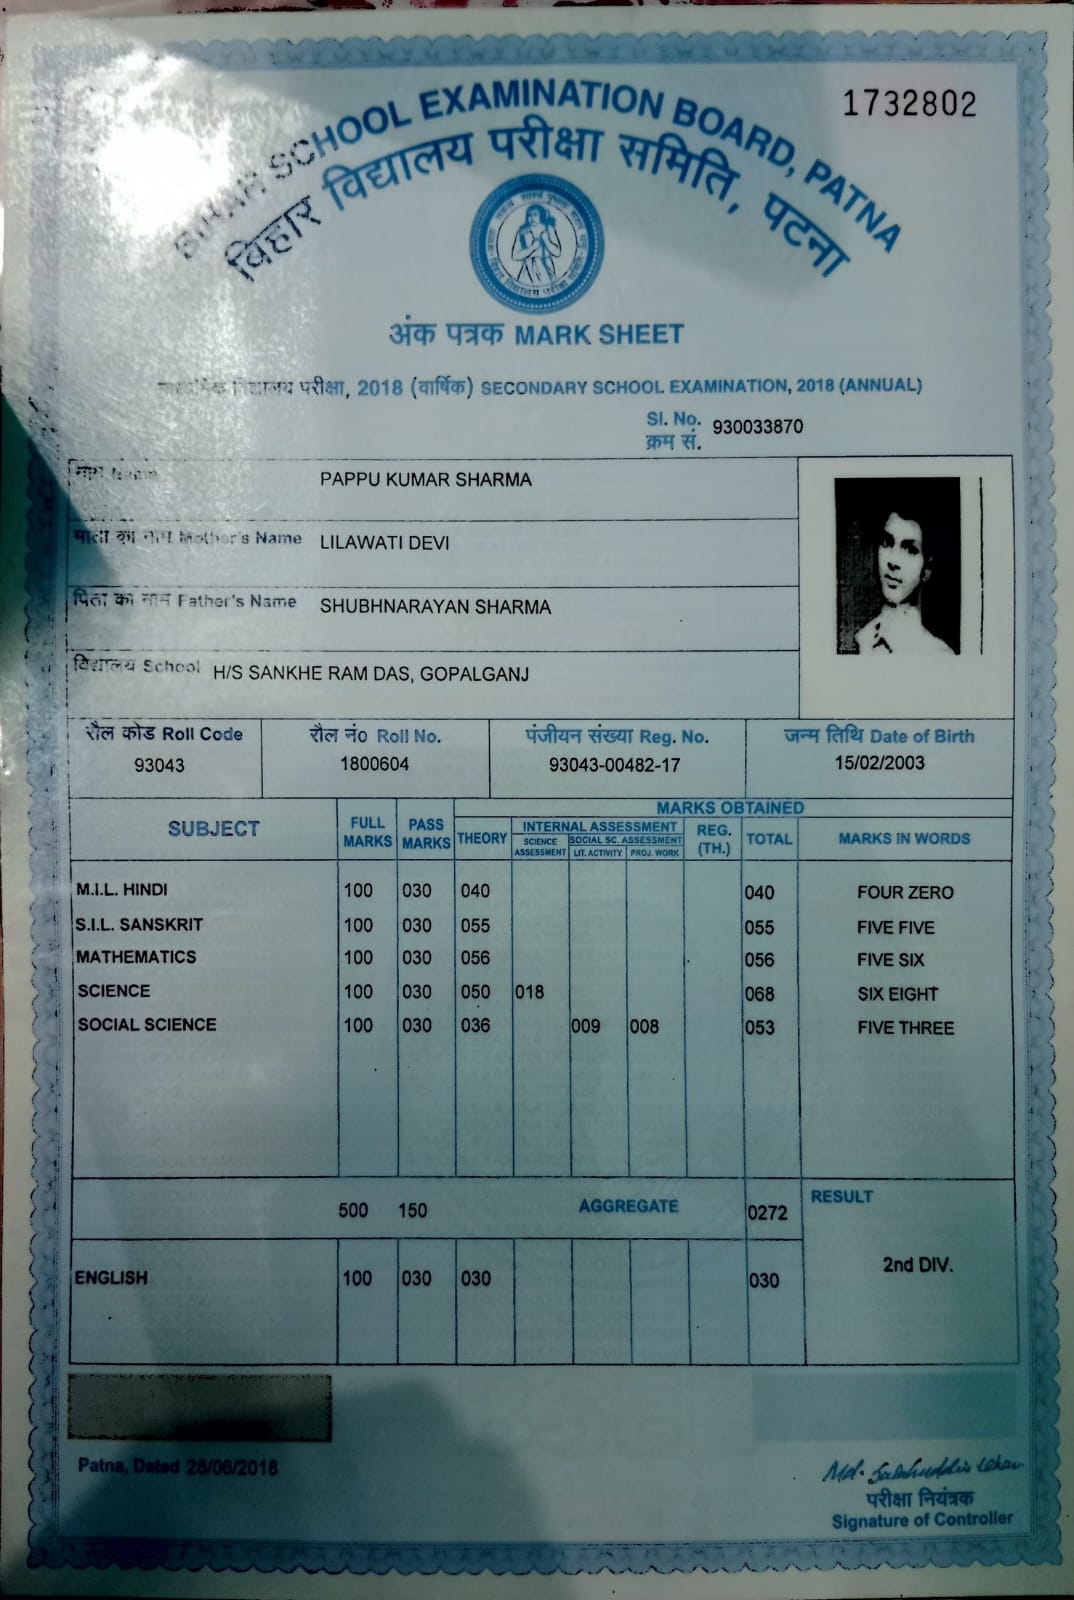 1732802
BIHAR SCHOOL EXAMINATION BOARD, PATNA
बिहार विद्यालय परीक्षा समिति, पटना
अंक पत्रक MARK SHEET
विद्यालय परीक्षा, 2018 (वार्षिक) SECONDARY SCHOOL EXAMINATION, 2018 (ANNUAL)
Sl. No. 930033870
क्रम सं.
नाम Name PAPPU KUMAR SHARMA
माता का नाम Mother's Name LILAWATI DEVI
पिता का नाम Father's Name SHUBHNARAYAN SHARMA
विद्यालय School H/S SANKHE RAM DAS, GOPALGANJ
रौल कोड Roll Code रौल नं० Roll No. पंजीयन संख्या Reg. No. जन्म तिथि Date of Birth
93043 1800604 93043-00482-17 15/02/2003
MARKS OBTAINED
SUBJECT FULL MARKS PASS MARKS THEORY INTERNAL ASSESSMENT REG. (TH.) TOTAL MARKS IN WORDS
SCIENCE ASSESSMENT SOCIAL SC. ASSESSMENT
LIT. ACTIVITY PROJ. WORK
M.I.L. HINDI 100 030 040 040 FOUR ZERO
S.I.L. SANSKRIT 100 030 055 055 FIVE FIVE
MATHEMATICS 100 030 056 056 FIVE SIX
SCIENCE 100 030 050 018 068 SIX EIGHT
SOCIAL SCIENCE 100 030 036 009 008 053 FIVE THREE
500 150 AGGREGATE 0272 RESULT
2nd DIV.
ENGLISH 100 030 030 030
Patna, Dated 26/06/2018
परीक्षा नियंत्रक
Signature of Controller